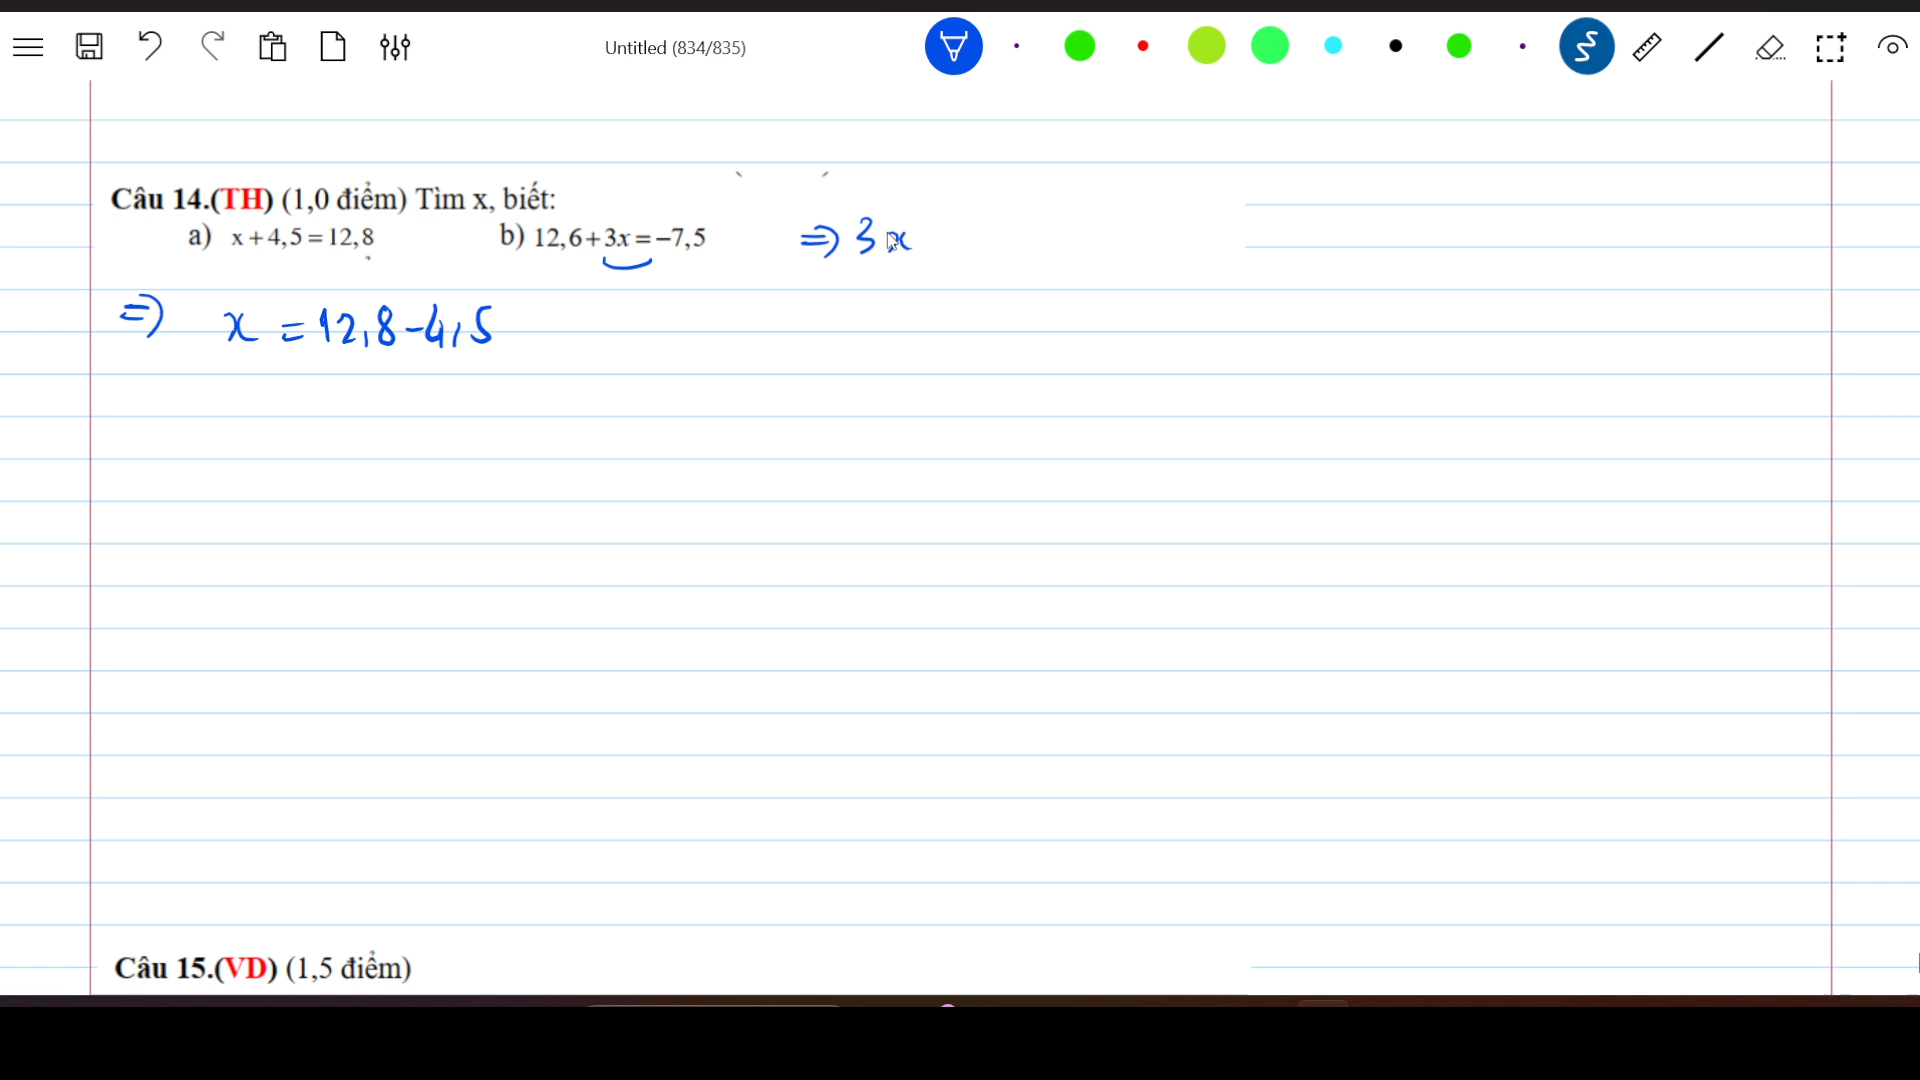 Untitled (834/835)
Câu 14.(TH) (1,0 điểm) Tìm x, biết:
a) x+4,5=12,8 b) 12,6+3x=−7,5 => 3x
=> x = 12,8-4,5
Câu 15.(VD) (1,5 điểm)